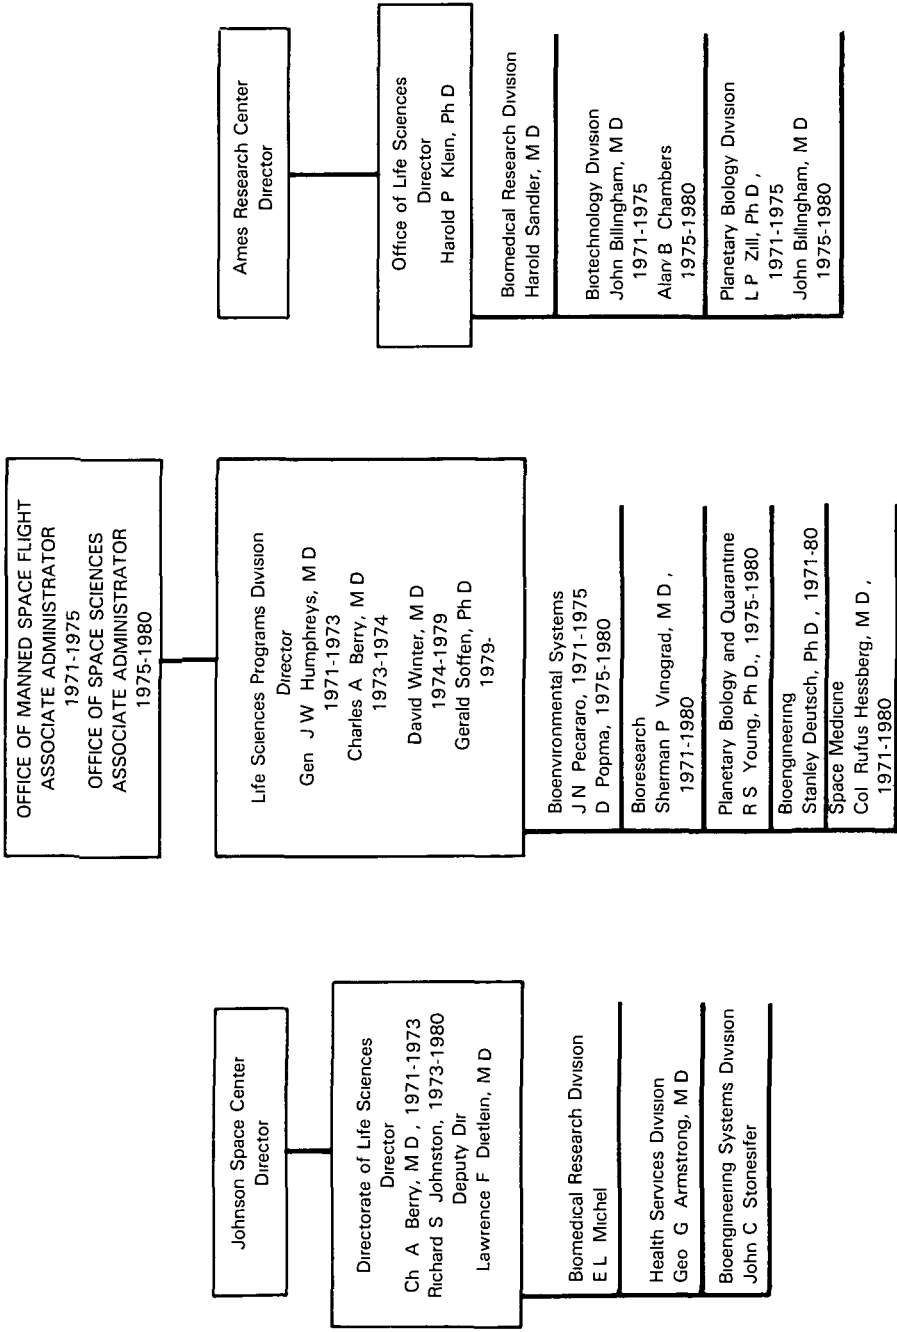 Johnson Space Center
Director
Directorate of Life Sciences
Director
Ch A Berry, M D , 1971-1973
Richard S Johnston, 1973-1980
Deputy Dir
Lawrence F Dietlein, M D
Biomedical Research Division
E L Michel
Health Services Division
Geo G Armstrong, M D
Bioengineering Systems Division
John C Stonesifer
OFFICE OF MANNED SPACE FLIGHT
ASSOCIATE ADMINISTRATOR
1971-1975
OFFICE OF SPACE SCIENCES
ASSOCIATE ADMINISTRATOR
1975-1980
Life Sciences Programs Division
Director
Gen J W Humphreys, M D
1971-1973
Charles A Berry, M D
1973-1974
David Winter, M D
1974-1979
Gerald Soffen, Ph D
1979-
Bioenvironmental Systems
J N Pecararo, 1971-1975
D Popma, 1975-1980
Bioresearch
Sherman P Vinograd, M D ,
1971-1980
Planetary Biology and Quarantine
R S Young, Ph D., 1975-1980
Bioengineering
Stanley Deutsch, Ph D , 1971-80
Space Medicine
Col Rufus Hessberg, M D ,
1971-1980
Ames Research Center
Director
Office of Life Sciences
Director
Harold P Klein, Ph D
Biomedical Research Division
Harold Sandler, M D
Biotechnology Division
John Billingham, M D
1971-1975
Alan B Chambers
1975-1980
Planetary Biology Division
L P Zill, Ph D ,
1971-1975
John Billingham, M D
1975-1980